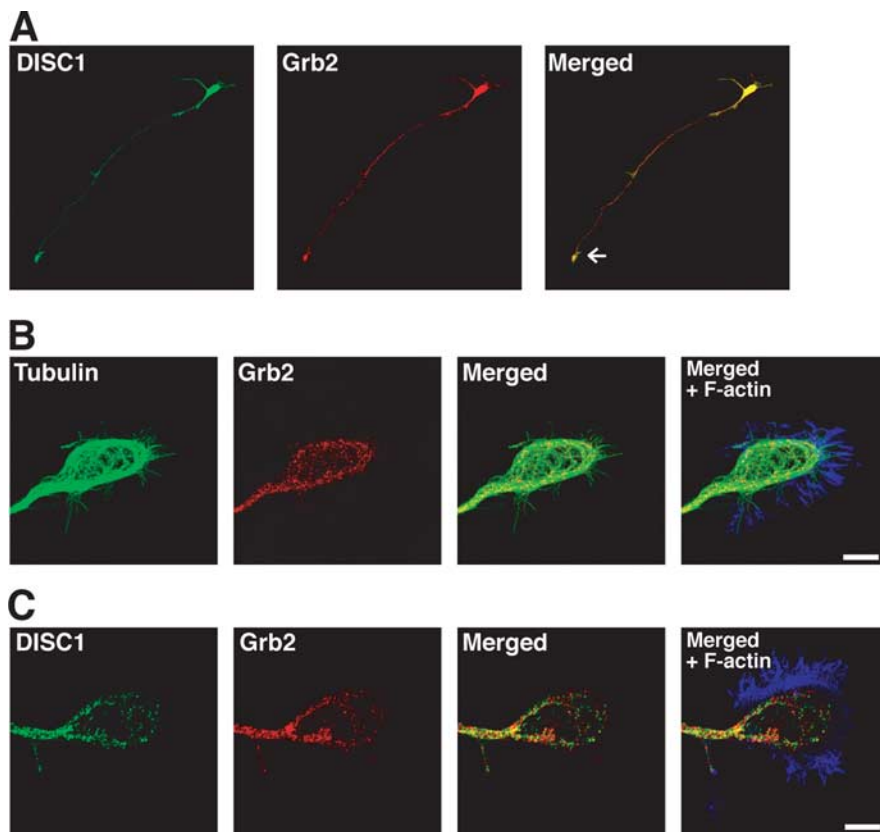 A
DISC1
Grb2
Merged
B
Tubulin
Grb2
Merged
Merged
+ F-actin
C
DISC1
Grb2
Merged
Merged
+ F-actin